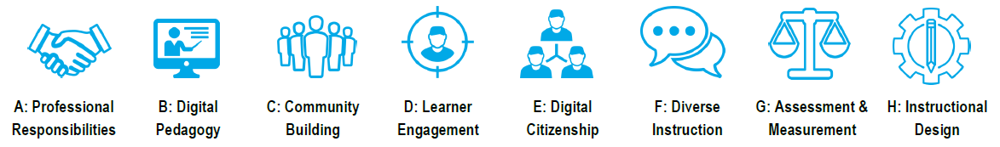 A: Professional
Responsibilities
B: Digital
Pedagogy
C: Community
Building
D: Learner
Engagement
E: Digital
Citizenship
F: Diverse
Instruction
G: Assessment &
Measurement
H: Instructional
Design